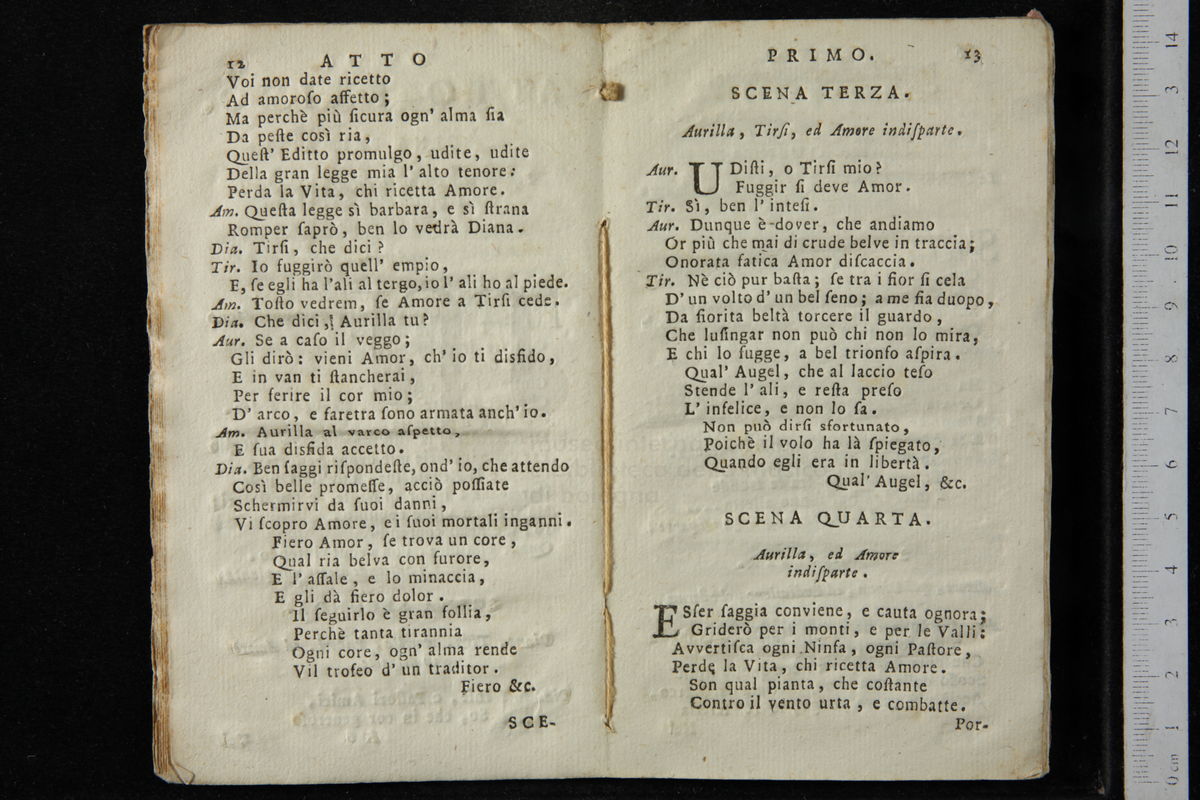 12 ATTO
Voi non date ricetto
Ad amoroſo affetto;
Ma perchè più ſicura ogn' alma ſia
Da peſte così ria,
Queſt' Editto promulgo, udite, udite
Della gran legge mia l' alto tenore:
Perda la Vita, chi ricetta Amore.
Am. Queſta legge sì barbara, e sì ſtrana
Romper ſaprò, ben lo vedrà Diana.
Dia. Tirſi, che dici?
Tir. Io fuggirò quell' empio,
E, ſe egli ha l'ali al tergo, io l' ali ho al piede.
Am. Toſto vedrem, ſe Amore a Tirſi cede.
Dia. Che dici, Aurilla tu?
Aur. Se a caſo il veggo;
Gli dirò: vieni Amor, ch' io ti disfido,
E in van ti ſtancherai,
Per ferire il cor mio;
D' arco, e faretra ſono armata anch' io.
Am. Aurilla al varco aſpetto,
E ſua disfida accetto.
Dia. Ben ſaggi riſpondeſte, ond' io, che attendo
Così belle promeſſe, acciò poſſiate
Schermirvi da ſuoi danni,
Vi ſcopro Amore, e i ſuoi mortali inganni.
Fiero Amor, ſe trova un core,
Qual ria belva con furore,
E l' aſſale, e lo minaccia,
E gli dà fiero dolor.
Il ſeguirlo è gran follia,
Perchè tanta tirannia
Ogni core, ogn' alma rende
Vil trofeo d' un traditor.
Fiero &c.
SCE-
PRIMO. 13
SCENA TERZA.
Aurilla, Tirſi, ed Amore indiſparte.
Aur. UDiſti, o Tirſi mio?
Fuggir ſi deve Amor.
Tir. Sì, ben l' inteſi.
Aur. Dunque è dover, che andiamo
Or più che mai di crude belve in traccia;
Onorata fatica Amor diſcaccia.
Tir. Nè ciò pur baſta; ſe tra i fior ſi cela
D' un volto d' un bel ſeno; a me fia duopo,
Da fiorita beltà torcere il guardo,
Che luſingar non può chi non lo mira,
E chi lo fugge, a bel trionfo aſpira.
Qual' Augel, che al laccio teſo
Stende l' ali, e reſta preſo
L' infelice, e non lo ſa.
Non può dirſi sfortunato,
Poichè il volo ha là ſpiegato,
Quando egli era in libertà.
Qual' Augel, &c.
SCENA QUARTA.
Aurilla, ed Amore
indiſparte.
ESſer ſaggia conviene, e cauta ognora;
Griderò per i monti, e per le Valli:
Avvertiſca ogni Ninfa, ogni Paſtore,
Perde la Vita, chi ricetta Amore.
Son qual pianta, che coſtante
Contro il vento urta, e combatte.
Por-
14
13
12
11
10
9
8
7
6
5
4
3
2
1
0 cm